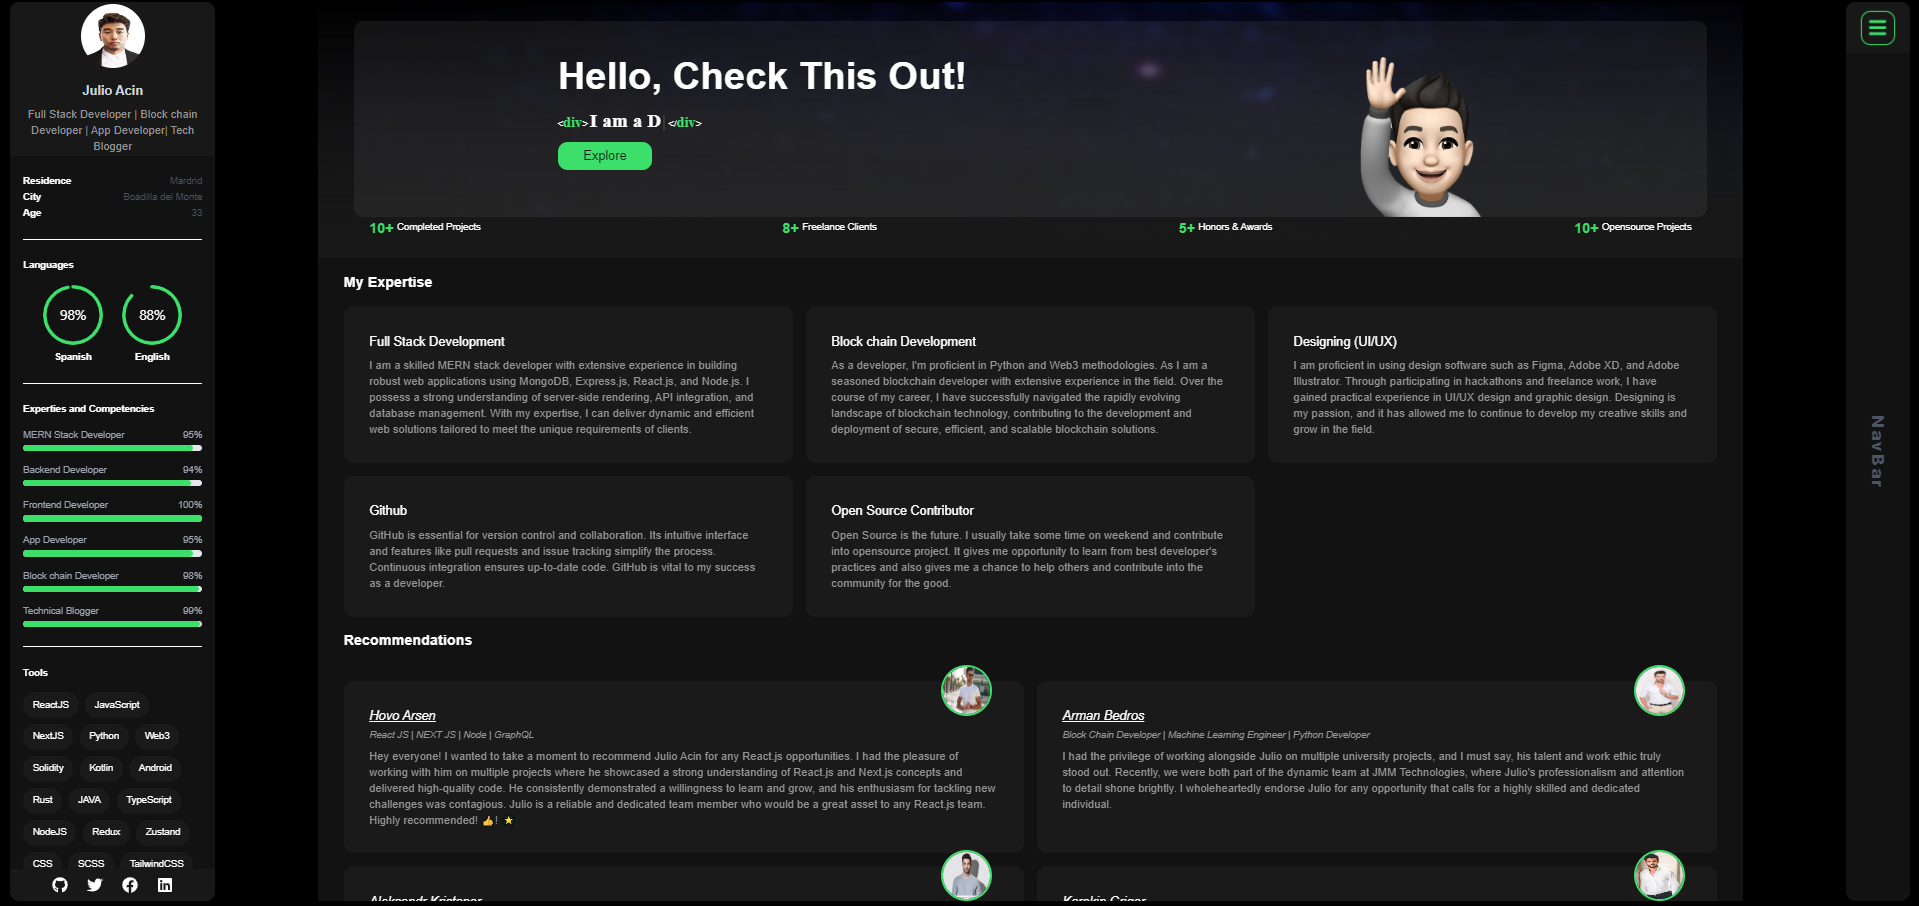 Julio Acin
Full Stack Developer | Block chain
Developer | App Developer| Tech
Blogger
Residence Mardrid
City Boadilla del Monte
Age 33
Languages
98% 88%
Spanish English
Experties and Competencies
MERN Stack Developer 95%
Backend Developer 94%
Frontend Developer 100%
App Developer 95%
Block chain Developer 98%
Technical Blogger 99%
Tools
ReactJS JavaScript
NextJS Python Web3
Solidity Kotlin Android
Rust JAVA TypeScript
NodeJS Redux Zustand
CSS SCSS TailwindCSS
Hello, Check This Out!
<div>I am a D| </div>
Explore
10+ Completed Projects 8+ Freelance Clients 5+ Honors & Awards 10+ Opensource Projects
My Expertise
Full Stack Development
I am a skilled MERN stack developer with extensive experience in building
robust web applications using MongoDB, Express.js, React.js, and Node.js. I
possess a strong understanding of server-side rendering, API integration, and
database management. With my expertise, I can deliver dynamic and efficient
web solutions tailored to meet the unique requirements of clients.
Block chain Development
As a developer, I'm proficient in Python and Web3 methodologies. As I am a
seasoned blockchain developer with extensive experience in the field. Over the
course of my career, I have successfully navigated the rapidly evolving
landscape of blockchain technology, contributing to the development and
deployment of secure, efficient, and scalable blockchain solutions.
Designing (UI/UX)
I am proficient in using design software such as Figma, Adobe XD, and Adobe
Illustrator. Through participating in hackathons and freelance work, I have
gained practical experience in UI/UX design and graphic design. Designing is
my passion, and it has allowed me to continue to develop my creative skills and
grow in the field.
Github
GitHub is essential for version control and collaboration. Its intuitive interface
and features like pull requests and issue tracking simplify the process.
Continuous integration ensures up-to-date code. GitHub is vital to my success
as a developer.
Open Source Contributor
Open Source is the future. I usually take some time on weekend and contribute
into opensource project. It gives me opportunity to learn from best developer's
practices and also gives me a chance to help others and contribute into the
community for the good.
Recommendations
Hovo Arsen
React JS | NEXT JS | Node | GraphQL
Hey everyone! I wanted to take a moment to recommend Julio Acin for any React.js opportunities. I had the pleasure of
working with him on multiple projects where he showcased a strong understanding of React.js and Next.js concepts and
delivered high-quality code. He consistently demonstrated a willingness to learn and grow, and his enthusiasm for tackling new
challenges was contagious. Julio is a reliable and dedicated team member who would be a great asset to any React.js team.
Highly recommended! 👍! ⭐
Arman Bedros
Block Chain Developer | Machine Learning Engineer | Python Developer
I had the privilege of working alongside Julio on multiple university projects, and I must say, his talent and work ethic truly
stood out. Recently, we were both part of the dynamic team at JMM Technologies, where Julio's professionalism and attention
to detail shone brightly. I wholeheartedly endorse Julio for any opportunity that calls for a highly skilled and dedicated
individual.
Aleksandr Kristapor
NavBar